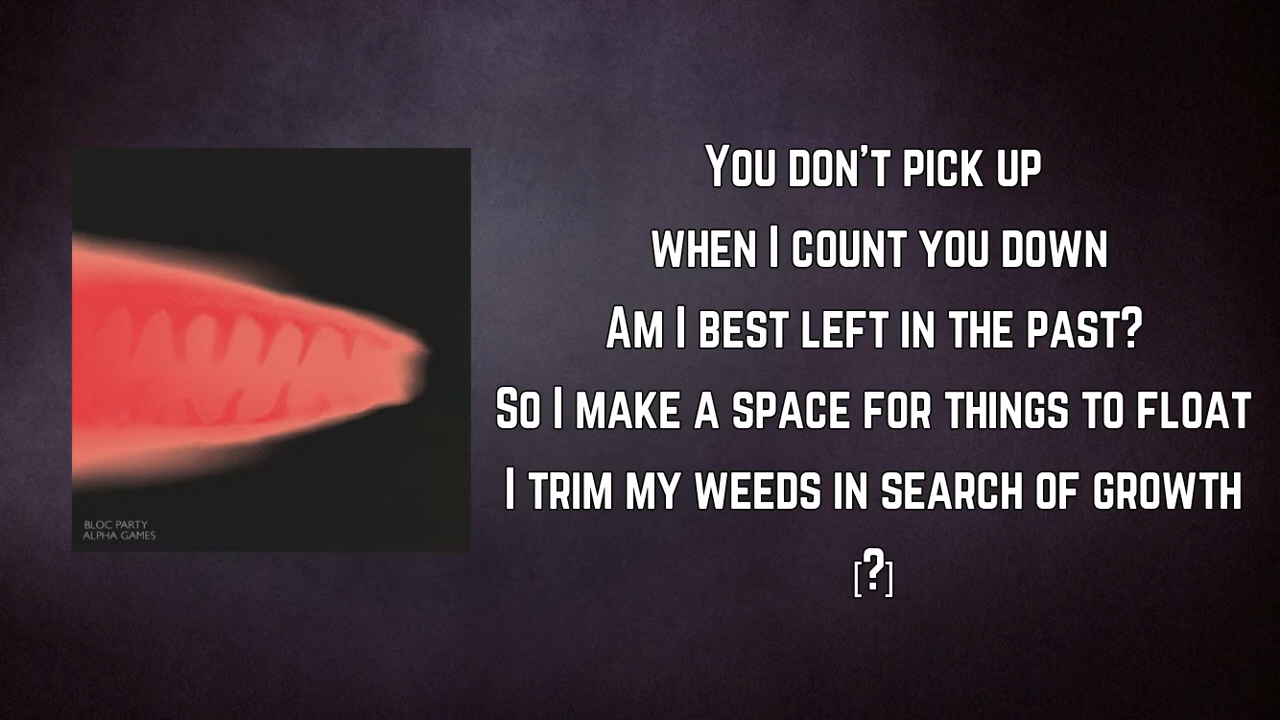 You don't pick up
when I count you down
Am I best left in the past?
So I make a space for things to float
I trim my weeds in search of growth
[?]
BLOC PARTY
ALPHA GAMES